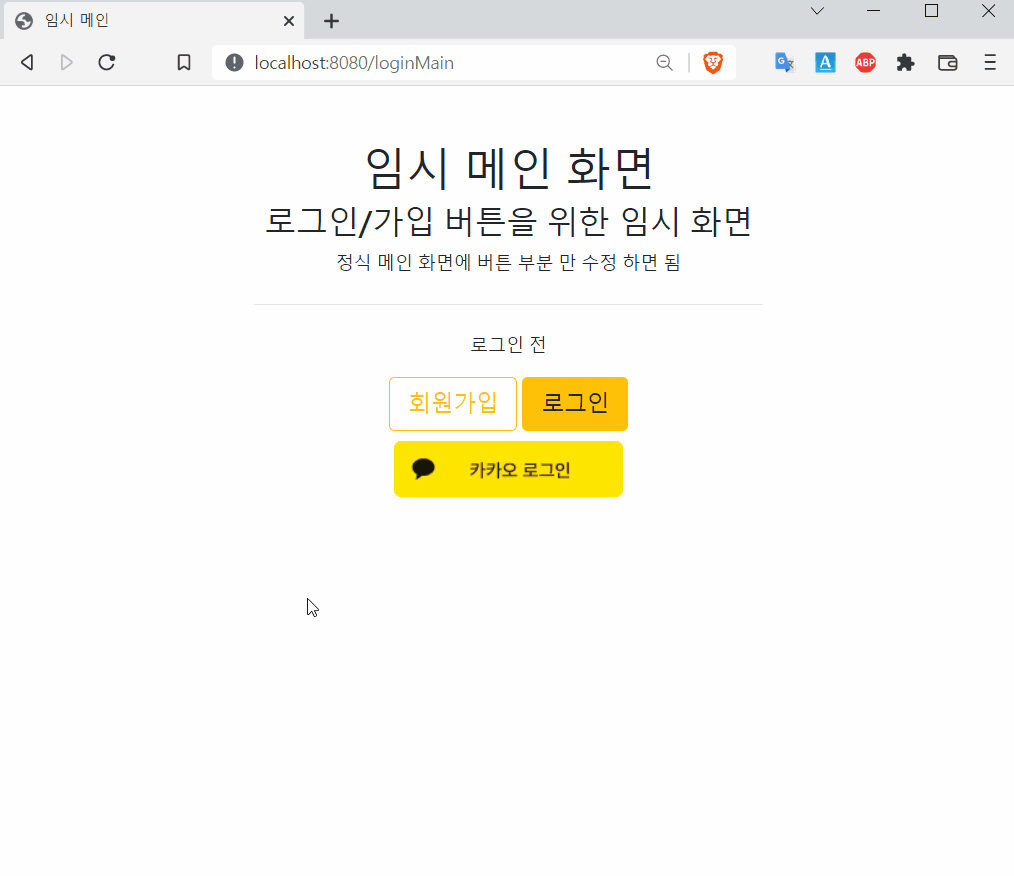 임시 메인
localhost:8080/loginMain
ABP
임시 메인 화면
로그인/가입 버튼을 위한 임시 화면
정식 메인 화면에 버튼 부분 만 수정 하면 됨
로그인 전
회원가입 로그인
카카오 로그인